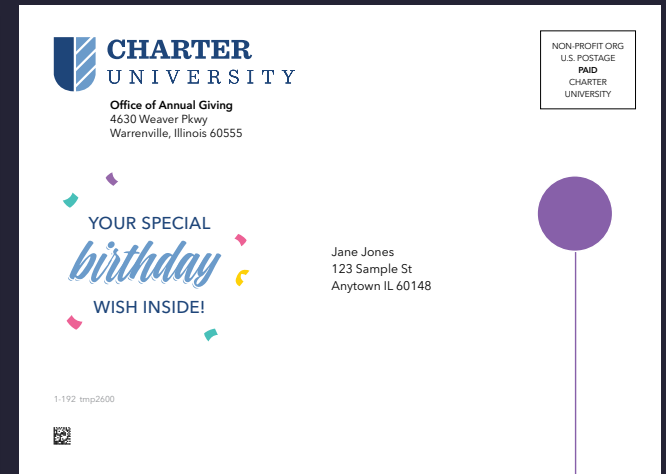 CHARTER
UNIVERSITY
Office of Annual Giving
4630 Weaver Pkwy
Warrenville, Illinois 60555
NON-PROFIT ORG
U.S. POSTAGE
PAID
CHARTER
UNIVERSITY
YOUR SPECIAL
birthday
WISH INSIDE!
Jane Jones
123 Sample St
Anytown IL 60148
1-192 tmp2600